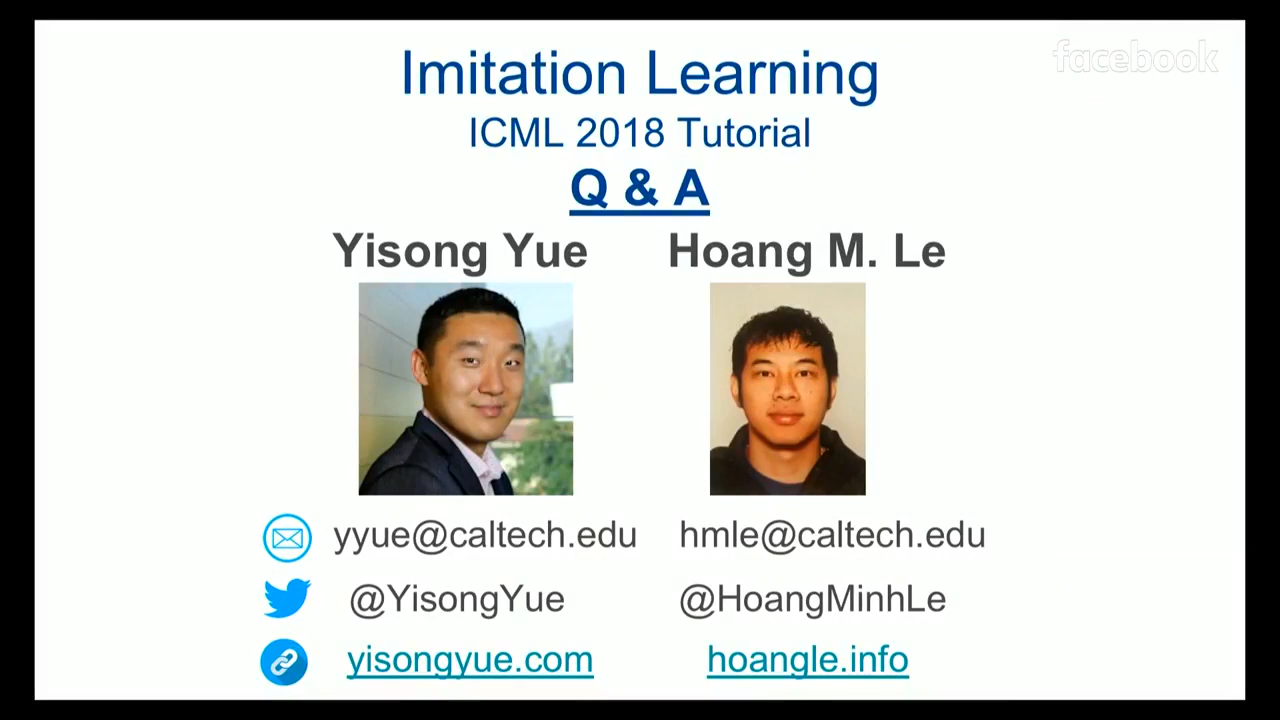 facebook
Imitation Learning
ICML 2018 Tutorial
Q & A
Yisong Yue Hoang M. Le
yyue@caltech.edu hmle@caltech.edu
@YisongYue @HoangMinhLe
yisongyue.com hoangle.info